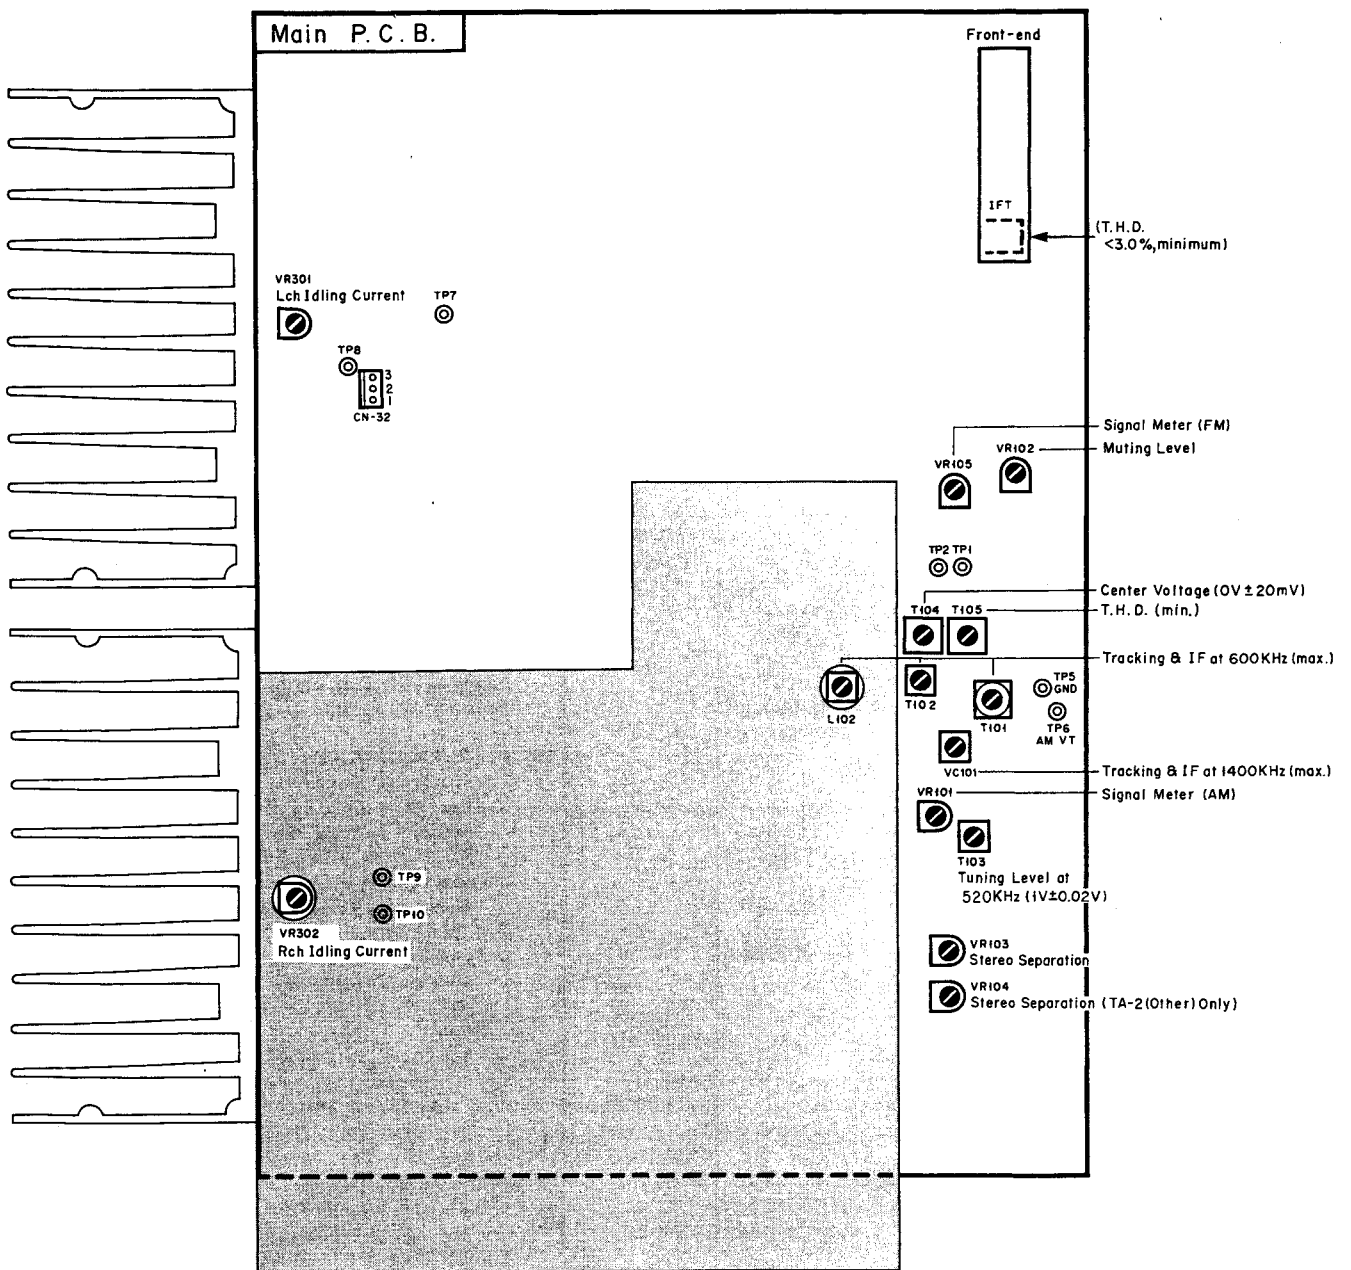 Main P.C.B.
Front-end
IFT
(T.H.D.
<3.0%,minimum)
VR301
Lch Idling Current
TP7
TP8
3
2
1
CN-32
Signal Meter (FM)
VR102
Muting Level
VR105
TP2 TP1
Center Voltage (0V±20mV)
T104 T105
T.H.D. (min.)
Tracking & IF at 600KHz (max.)
L102
T102
T101
TP5
GND
TP6
AM VT
VC101
Tracking & IF at 1400KHz (max.)
VR101
Signal Meter (AM)
T103
Tuning Level at
520KHz (1V±0.02V)
TP9
TP10
VR302
Rch Idling Current
VR103
Stereo Separation
VR104
Stereo Separation (TA-2(Other) Only)